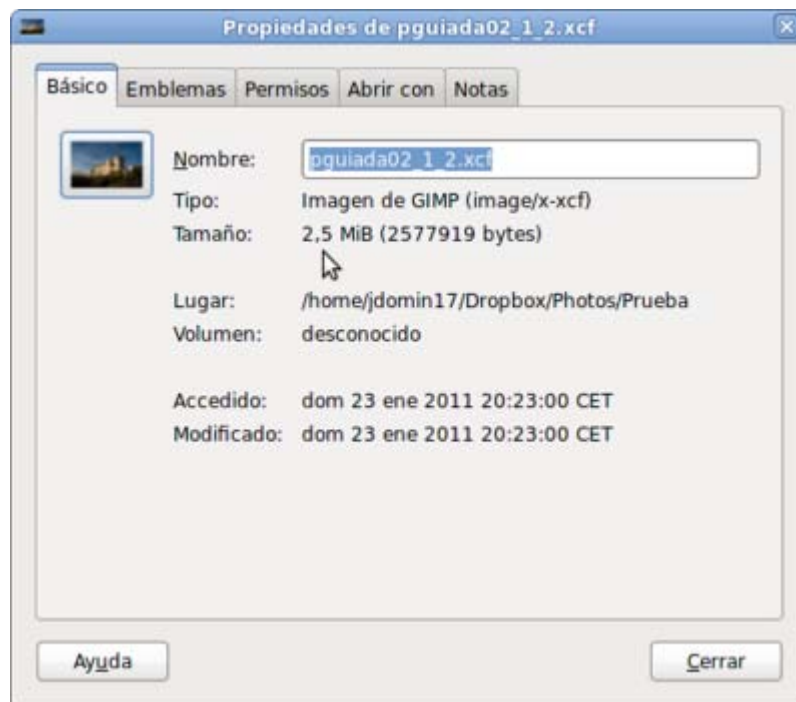 Propiedades de pguiada02_1_2.xcf
Básico Emblemas Permisos Abrir con Notas
Nombre: pguiada02_1_2.xcf
Tipo: Imagen de GIMP (image/x-xcf)
Tamaño: 2,5 MiB (2577919 bytes)
Lugar: /home/jdomin17/Dropbox/Photos/Prueba
Volumen: desconocido
Accedido: dom 23 ene 2011 20:23:00 CET
Modificado: dom 23 ene 2011 20:23:00 CET
Ayuda Cerrar